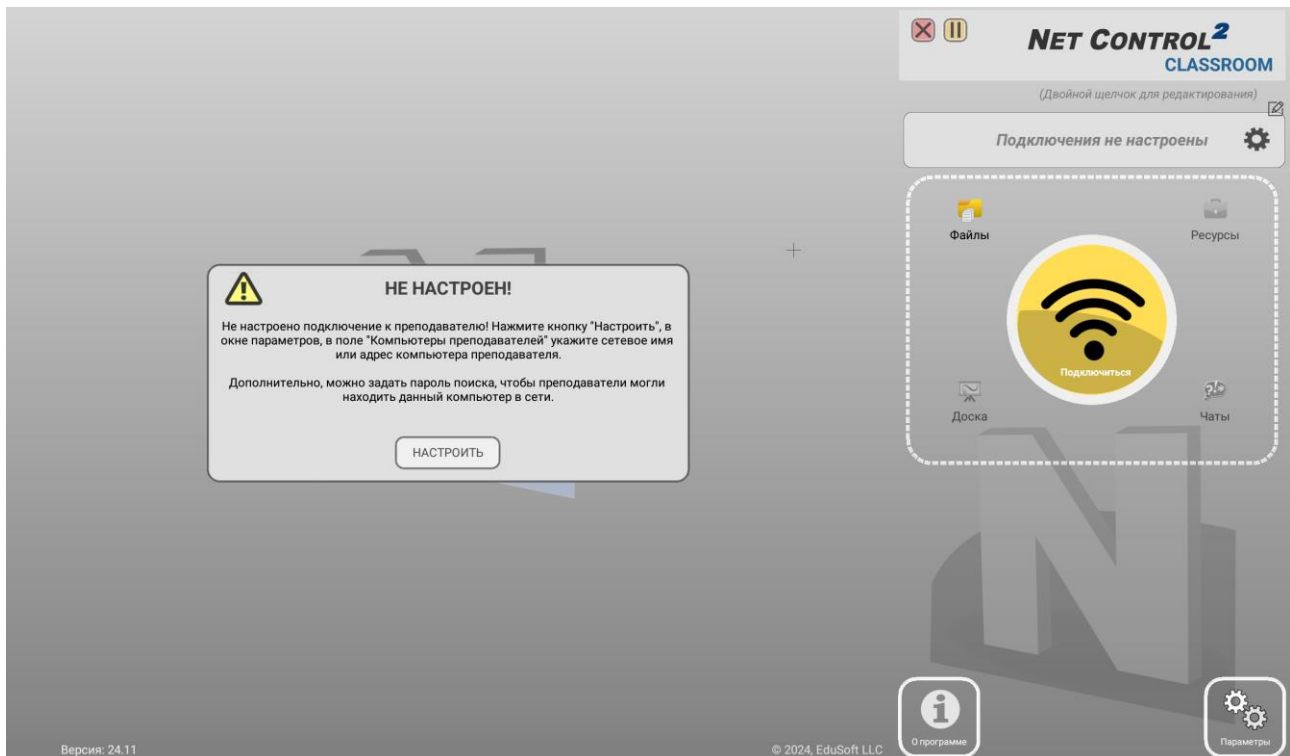 NET CONTROL²
CLASSROOM
(Двойной щелчок для редактирования)
Подключения не настроены
Файлы
Ресурсы
Подключиться
Доска
Чаты
НЕ НАСТРОЕН!
Не настроено подключение к преподавателю! Нажмите кнопку "Настроить", в
окне параметров, в поле "Компьютеры преподавателей" укажите сетевое имя
или адрес компьютера преподавателя.
Дополнительно, можно задать пароль поиска, чтобы преподаватели могли
находить данный компьютер в сети.
НАСТРОИТЬ
О программе
Параметры
Версия: 24.11
© 2024, EduSoft LLC